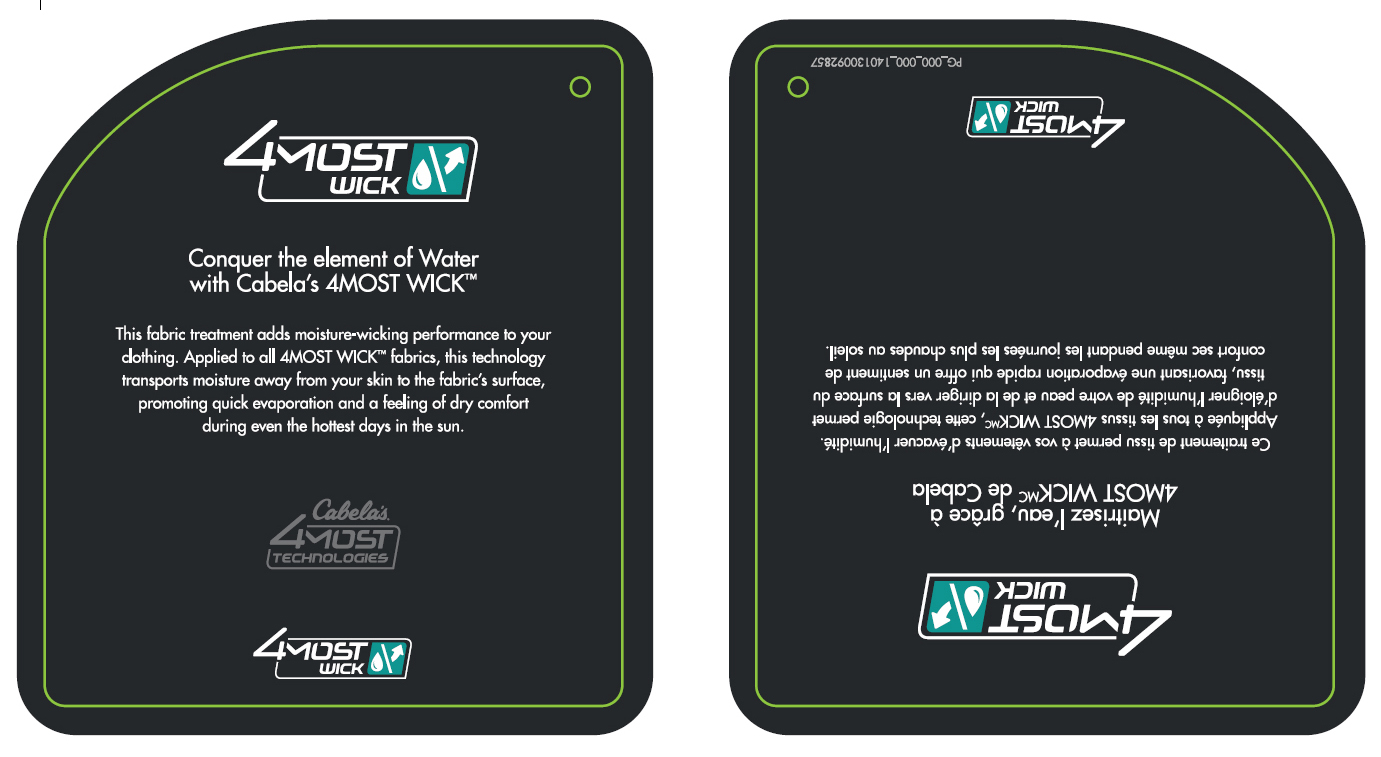 4MOST
WICK
Conquer the element of Water
with Cabela's 4MOST WICK™
This fabric treatment adds moisture-wicking performance to your
clothing. Applied to all 4MOST WICK™ fabrics, this technology
transports moisture away from your skin to the fabric's surface,
promoting quick evaporation and a feeling of dry comfort
during even the hottest days in the sun.
Cabela's
4MOST
TECHNOLOGIES
4MOST
WICK
4MOST
WICK
Maitrisez l'eau, grâce à
4MOST WICKMC de Cabela
Ce traitement de tissu permet à vos vêtements d'évacuer l'humidité.
Appliquée à tous les tissus 4MOST WICKMC, cette technologie permet
d'éloigner l'humidité de votre peau et de la diriger vers la surface du
tissu, favorisant une évaporation rapide qui offre un sentiment de
confort sec même pendant les journées les plus chaudes au soleil.
4MOST
WICK
PG_000_000_140130092857